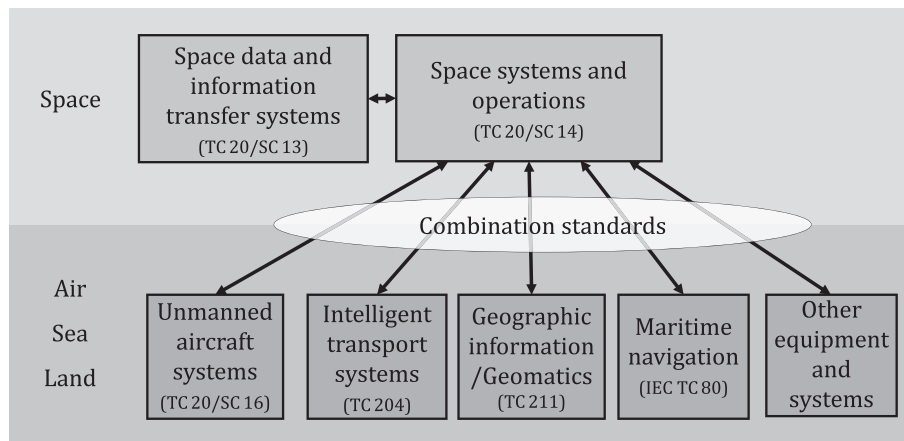 Space
Space data and
information
transfer systems
(TC 20/SC 13)
Space systems and
operations
(TC 20/SC 14)
Combination standards
Air
Sea
Land
Unmanned
aircraft
systems
(TC 20/SC 16)
Intelligent
transport
systems
(TC 204)
Geographic
information
/Geomatics
(TC 211)
Maritime
navigation
(IEC TC 80)
Other
equipment
and
systems